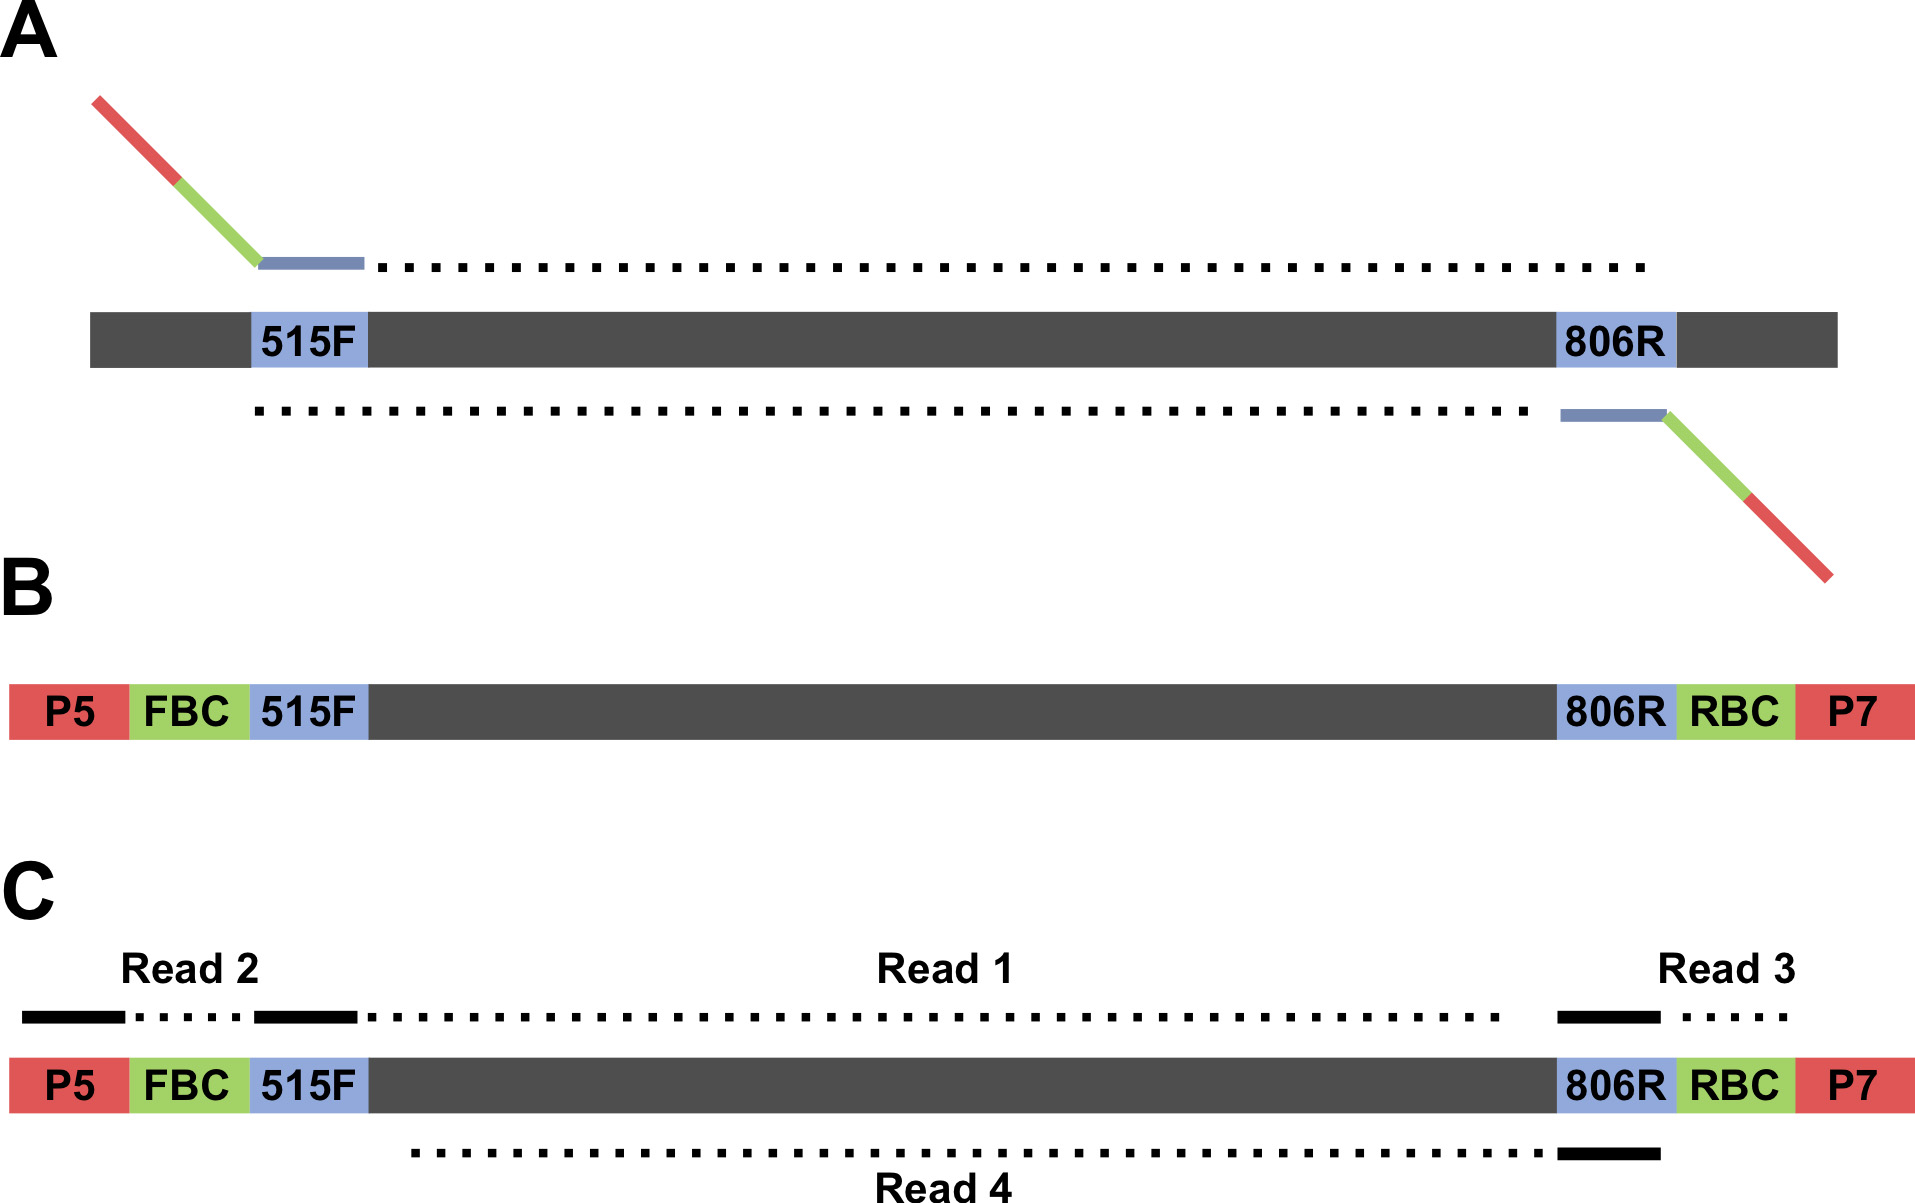 A
515F 806R
B
P5 FBC 515F 806R RBC P7
C
Read 2 Read 1 Read 3
P5 FBC 515F 806R RBC P7
Read 4